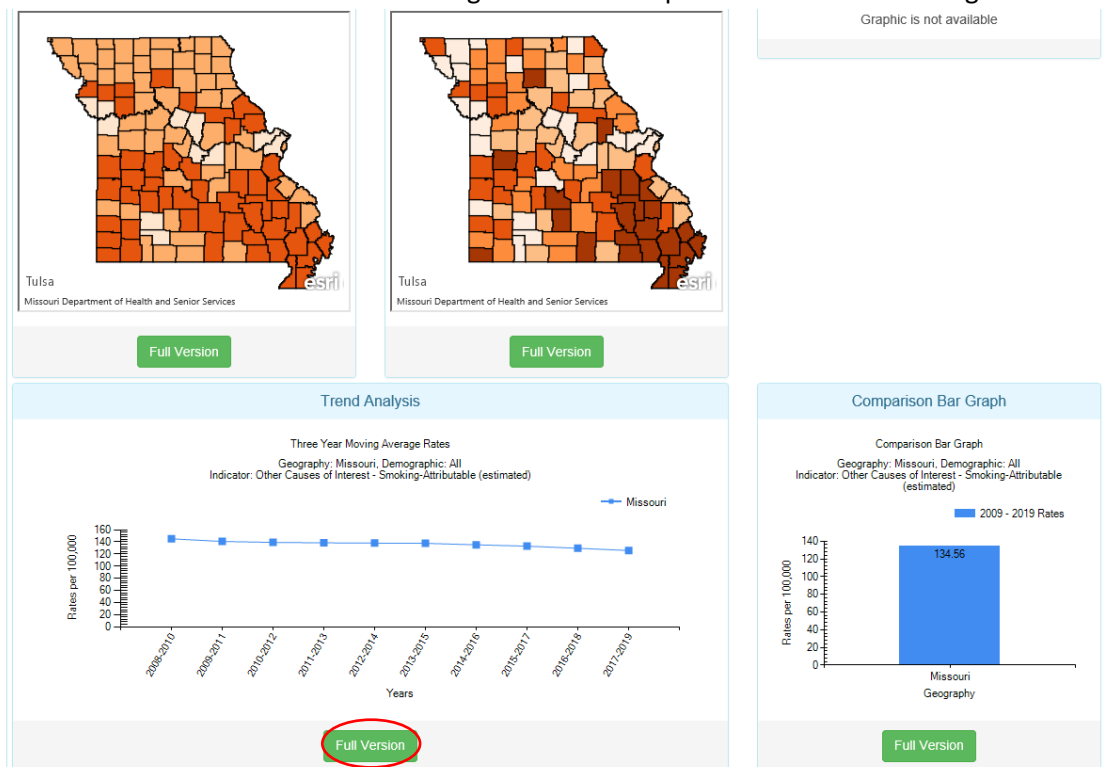 Graphic is not available
Tulsa
esri
Missouri Department of Health and Senior Services
Tulsa
esri
Missouri Department of Health and Senior Services
Full Version
Full Version
Trend Analysis
Three Year Moving Average Rates
Geography: Missouri, Demographic: All
Indicator: Other Causes of Interest - Smoking-Attributable (estimated)
Missouri
Rates per 100,000
160
140
120
100
80
60
40
20
0
2008-2010
2009-2011
2010-2012
2011-2013
2012-2014
2013-2015
2014-2016
2015-2017
2016-2018
2017-2019
Years
Full Version
Comparison Bar Graph
Comparison Bar Graph
Geography: Missouri, Demographic: All
Indicator: Other Causes of Interest - Smoking-Attributable
(estimated)
2009 - 2019 Rates
Rates per 100,000
140
120
100
80
60
40
20
0
134.56
Missouri
Geography
Full Version